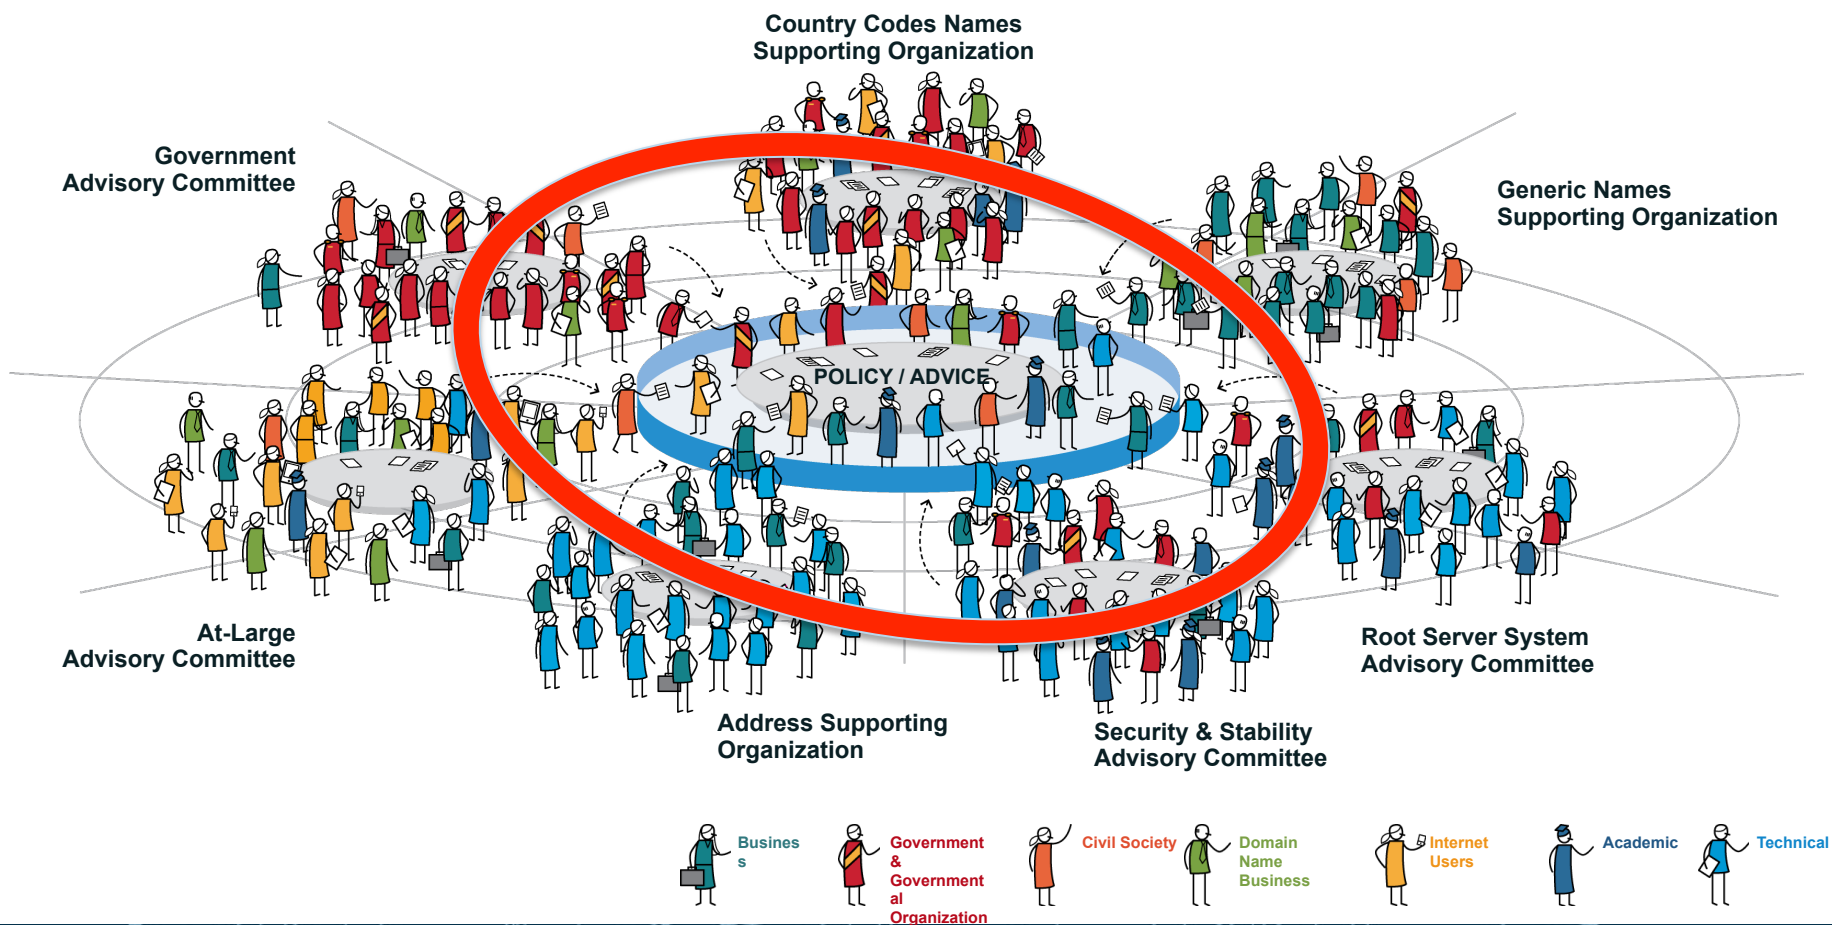 Country Codes Names
Supporting Organization
Government
Advisory Committee
Generic Names
Supporting Organization
POLICY / ADVICE
At-Large
Advisory Committee
Root Server System
Advisory Committee
Address Supporting
Organization
Security & Stability
Advisory Committee
Busines
s
Government
&
Government
al
Organization
Civil Society
Domain
Name
Business
Internet
Users
Academic
Technical